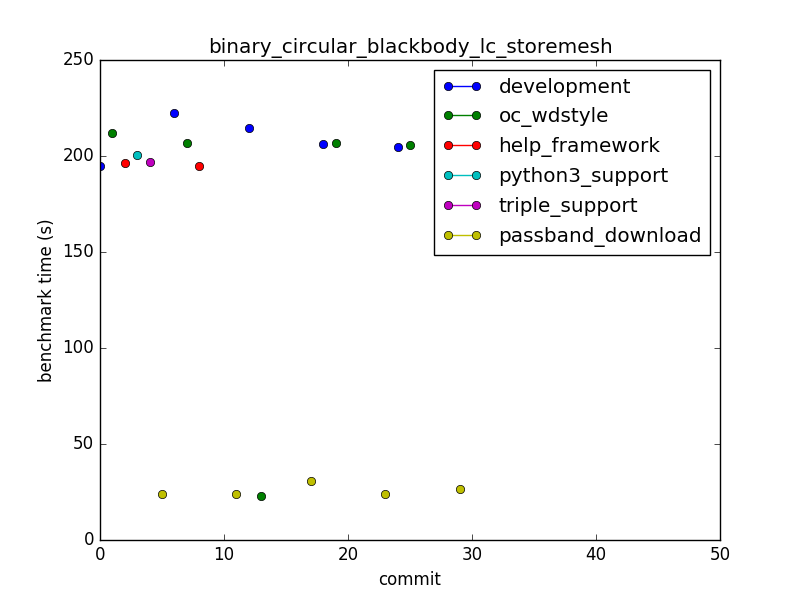 binary_circular_blackbody_lc_storemesh
250
200
150
100
50
0
benchmark time (s)
development
oc_wdstyle
help_framework
python3_support
triple_support
passband_download
0 10 20 30 40 50
commit